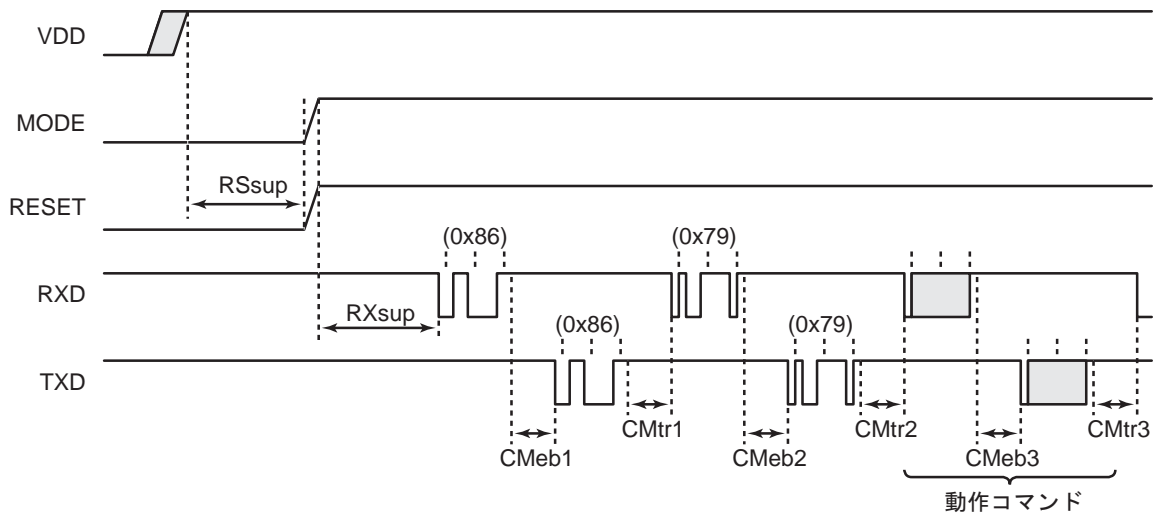 VDD
MODE
RSsup
RESET
(0x86)
(0x79)
RXD
RXsup
(0x86)
(0x79)
TXD
CMtr1
CMtr2
CMtr3
CMeb1
CMeb2
CMeb3
動作コマンド